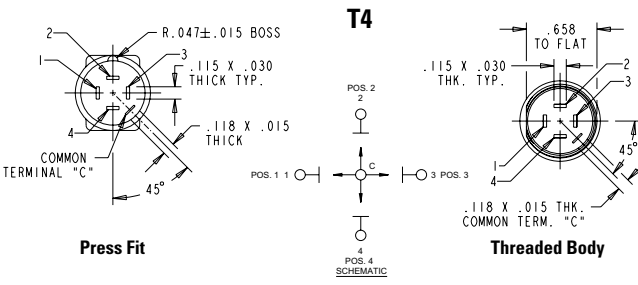 T4
2
R.047±.015 BOSS
1
3
.115 X .030
THICK TYP.
4
.118 X .015
THICK
COMMON
TERMINAL "C"
45°
Press Fit
POS. 2
2
C
POS. 1 1
3 POS. 3
4
POS. 4
SCHEMATIC
.658
TO FLAT
.115 X .030
THK. TYP.
2
3
1
4
45°
.118 X .015 THK.
COMMON TERM. "C"
Threaded Body